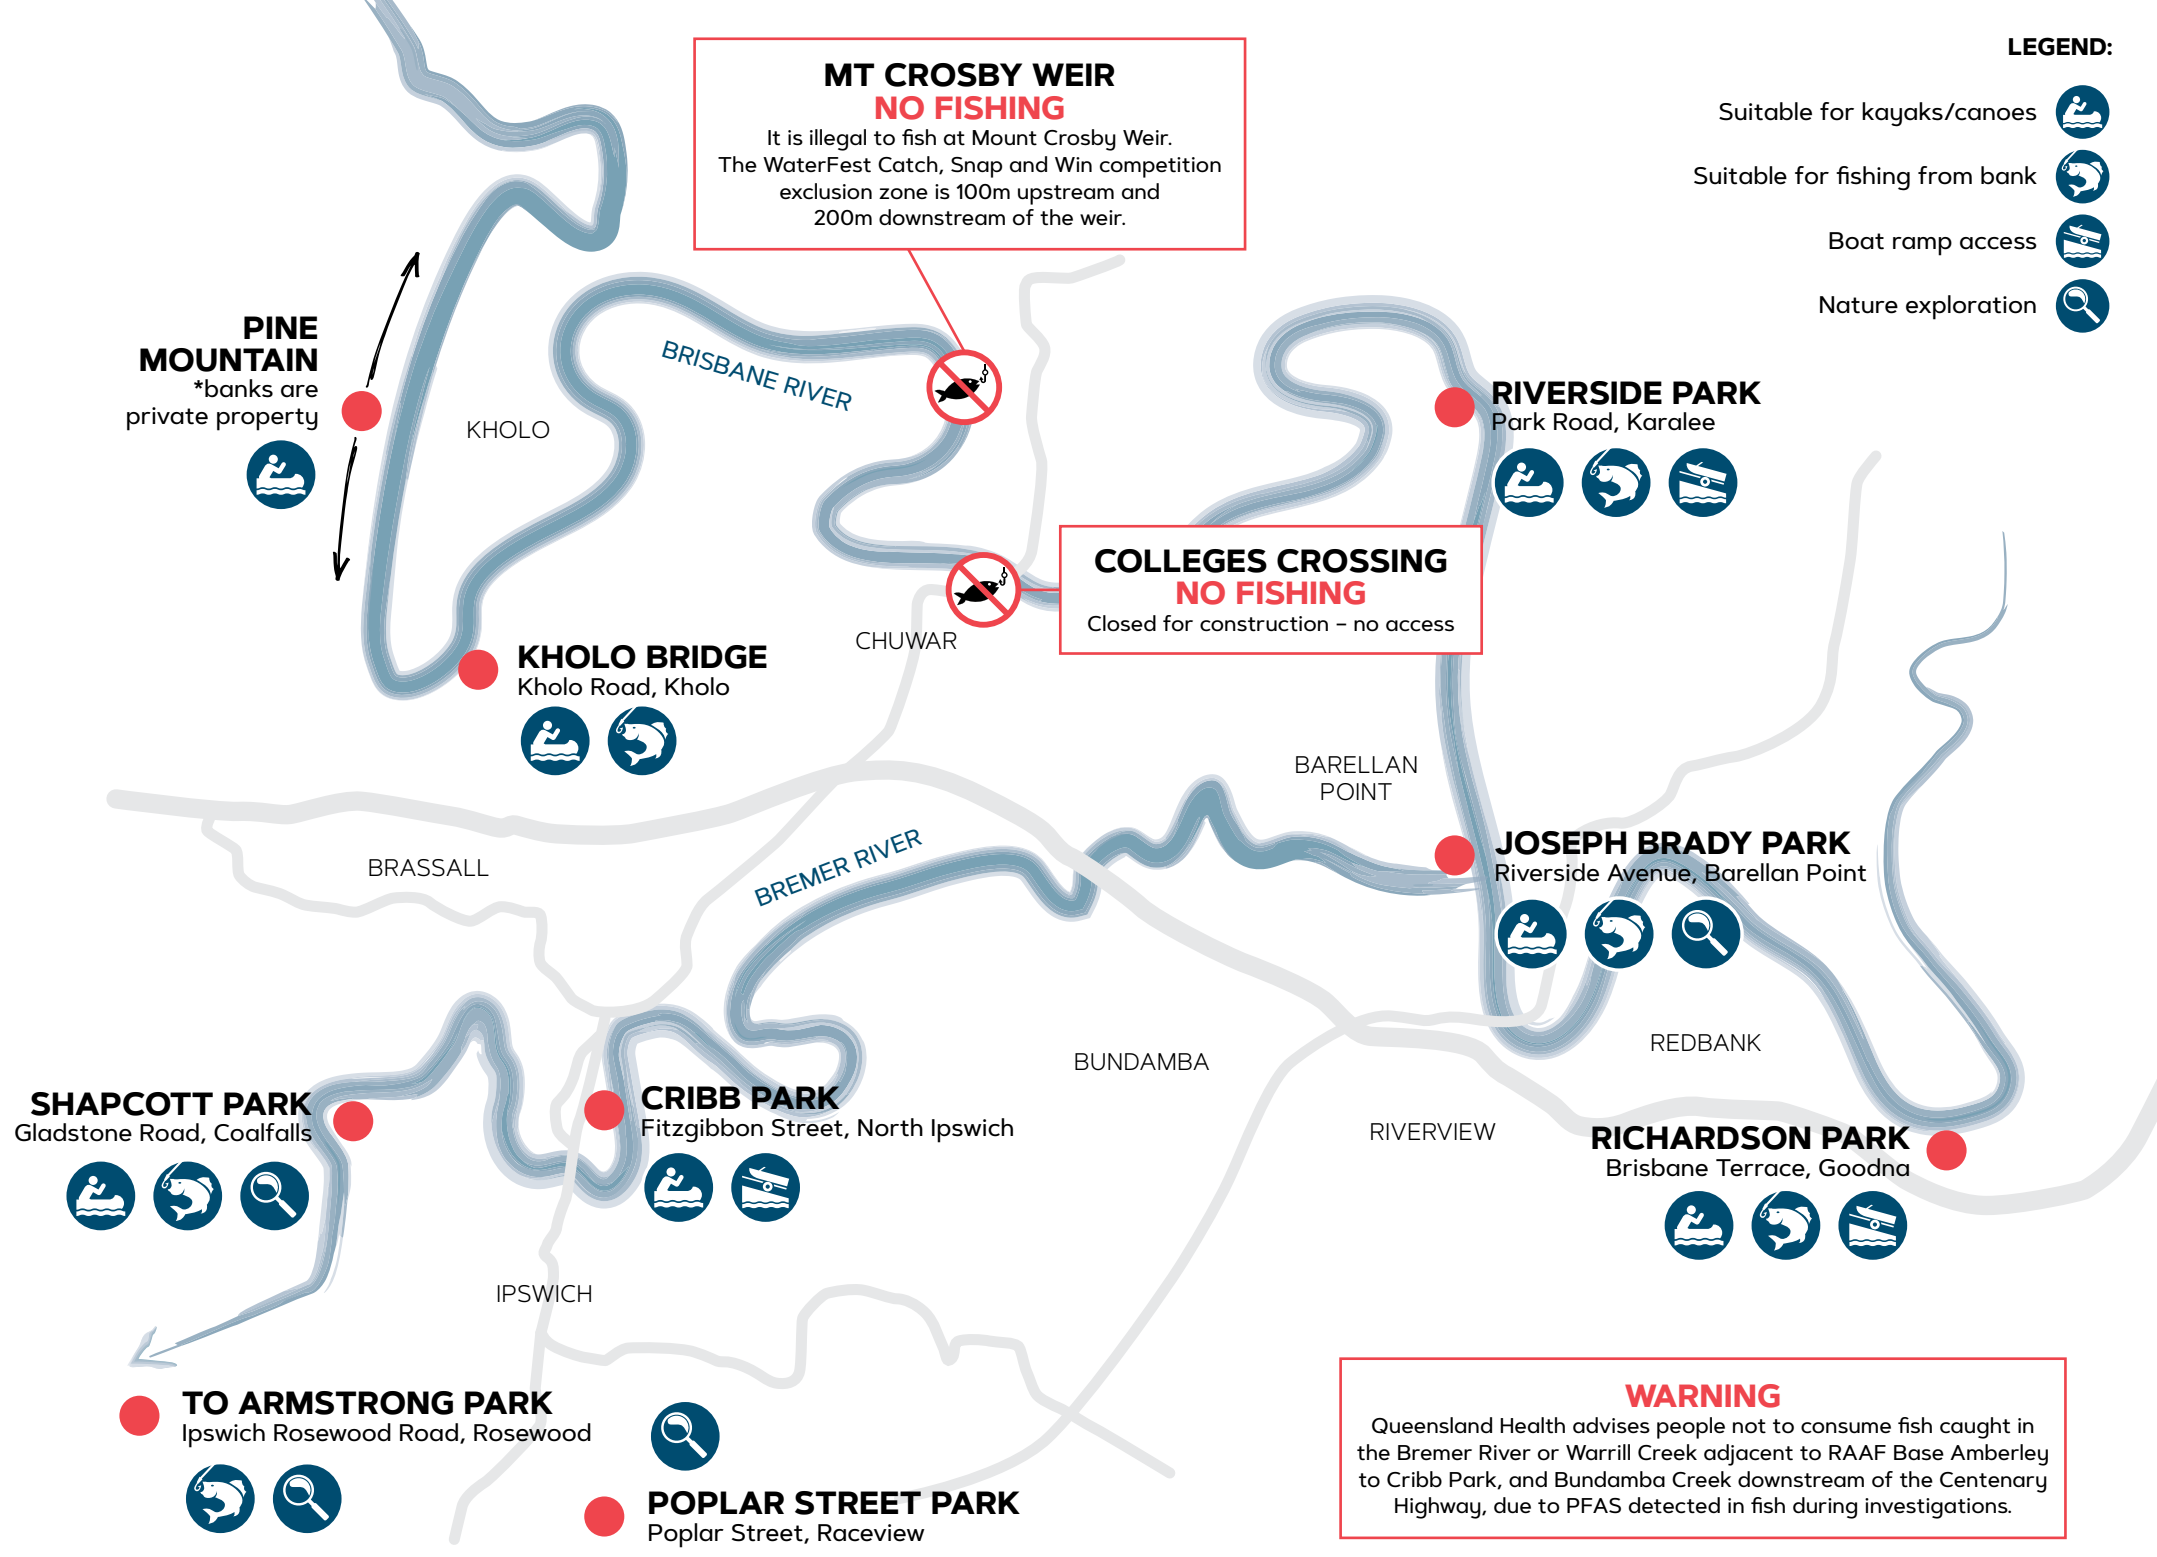 LEGEND:
Suitable for kayaks/canoes
Suitable for fishing from bank
Boat ramp access
Nature exploration
MT CROSBY WEIR
NO FISHING
It is illegal to fish at Mount Crosby Weir.
The WaterFest Catch, Snap and Win competition
exclusion zone is 100m upstream and
200m downstream of the weir.
PINE
MOUNTAIN
*banks are
private property
KHOLO
BRISBANE RIVER
RIVERSIDE PARK
Park Road, Karalee
COLLEGES CROSSING
NO FISHING
Closed for construction – no access
CHUWAR
KHOLO BRIDGE
Kholo Road, Kholo
BARELLAN
POINT
BRASSALL
BREMER RIVER
JOSEPH BRADY PARK
Riverside Avenue, Barellan Point
REDBANK
BUNDAMBA
SHAPCOTT PARK
Gladstone Road, Coalfalls
CRIBB PARK
Fitzgibbon Street, North Ipswich
RIVERVIEW
RICHARDSON PARK
Brisbane Terrace, Goodna
IPSWICH
TO ARMSTRONG PARK
Ipswich Rosewood Road, Rosewood
POPLAR STREET PARK
Poplar Street, Raceview
WARNING
Queensland Health advises people not to consume fish caught in
the Bremer River or Warrill Creek adjacent to RAAF Base Amberley
to Cribb Park, and Bundamba Creek downstream of the Centenary
Highway, due to PFAS detected in fish during investigations.